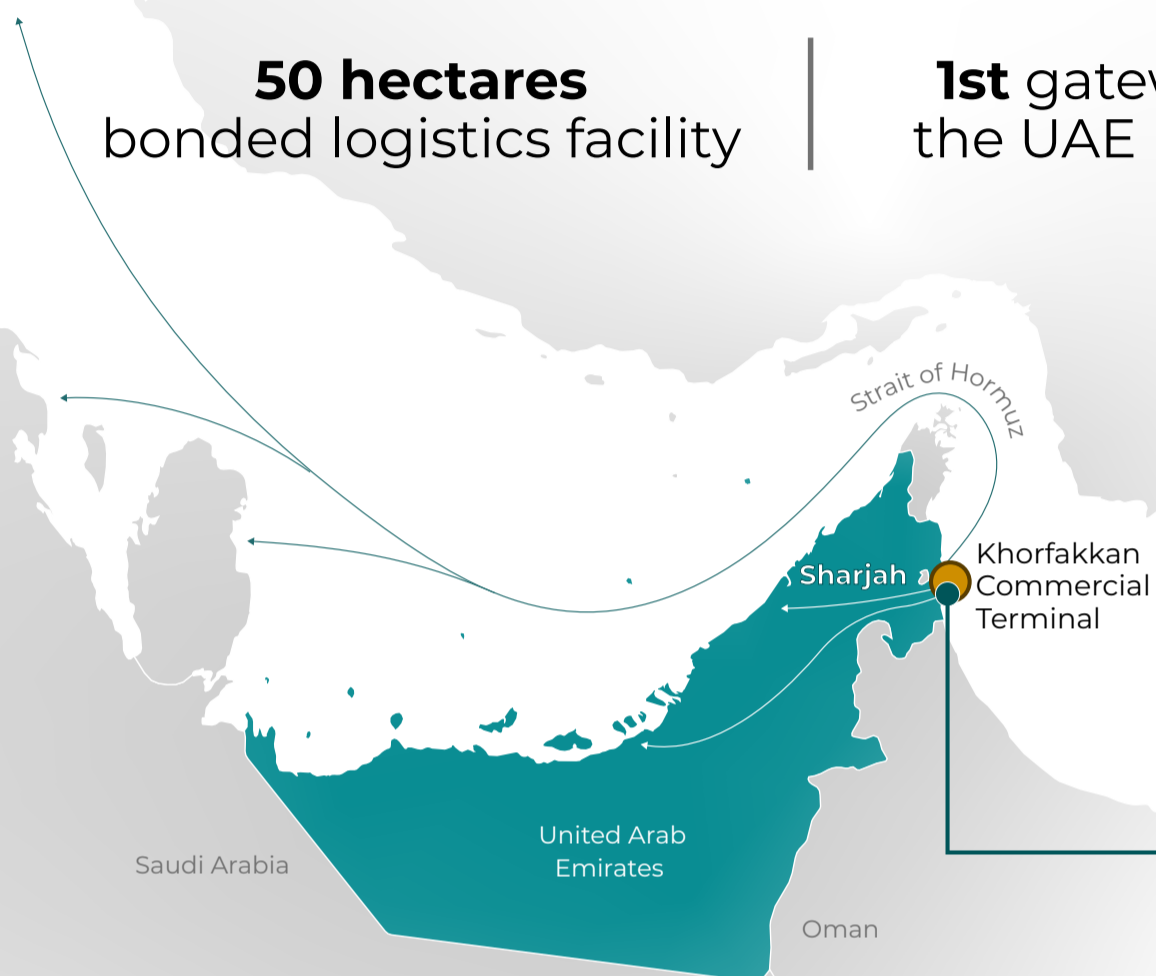 50 hectares
bonded logistics facility
1st
the UAE
Strait of Hormuz
Sharjah
Khorfakkan
Commercial
Terminal
United Arab
Emirates
Saudi Arabia
Oman